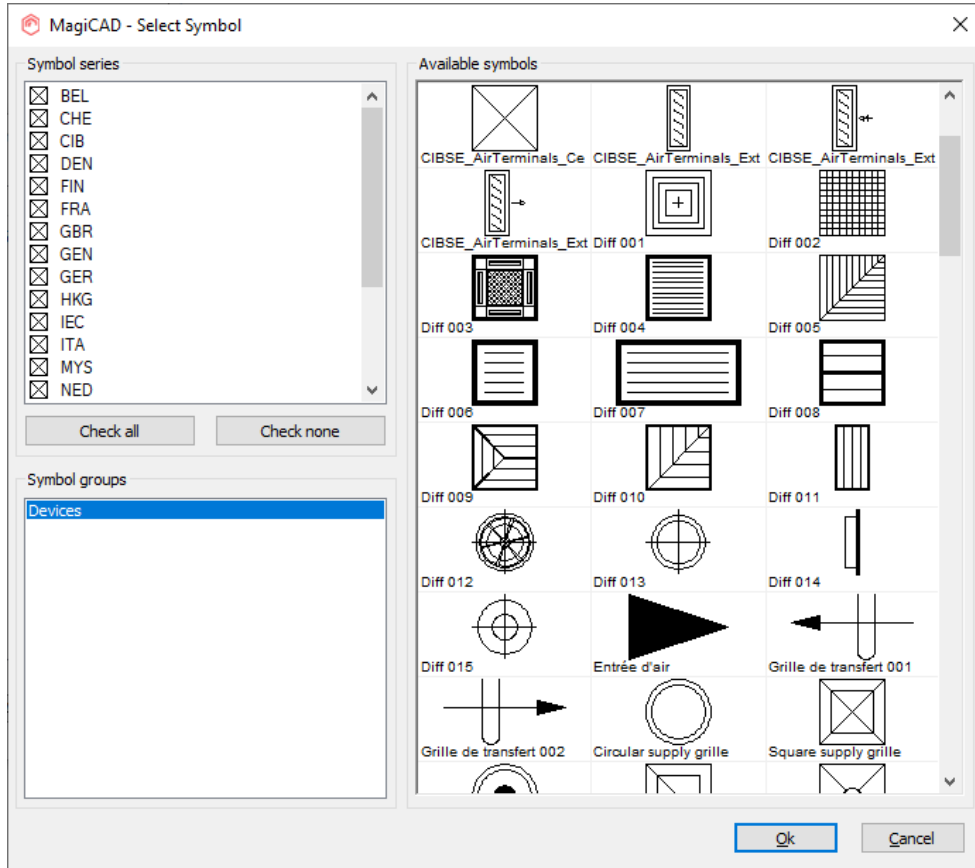 MagiCAD - Select Symbol
Symbol series
BEL
CHE
CIB
DEN
FIN
FRA
GBR
GEN
GER
HKG
IEC
ITA
MYS
NED
Check all
Check none
Symbol groups
Devices
Available symbols
CIBSE_AirTerminals_Ce
CIBSE_AirTerminals_Ext
CIBSE_AirTerminals_Ext
CIBSE_AirTerminals_Ext
Diff 001
Diff 002
Diff 003
Diff 004
Diff 005
Diff 006
Diff 007
Diff 008
Diff 009
Diff 010
Diff 011
Diff 012
Diff 013
Diff 014
Diff 015
Entrée d'air
Grille de transfert 001
Grille de transfert 002
Circular supply grille
Square supply grille
Ok
Cancel